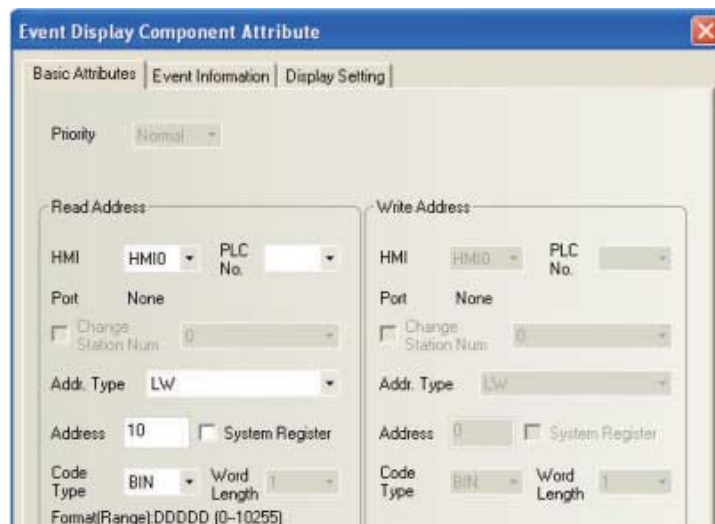 Event Display Component Attribute
Basic Attributes Event Information Display Setting
Priority Normal
Read Address
HMI HMI0 PLC No.
Port None
Change Station Num 0
Addr. Type LW
Address 10 System Register
Code Type BIN Word Length 1
Format(Range):DDDDD (0~10255)
Write Address
HMI HMI0 PLC No.
Port None
Change Station Num 0
Addr. Type LW
Address 0 System Register
Code Type BIN Word Length 1